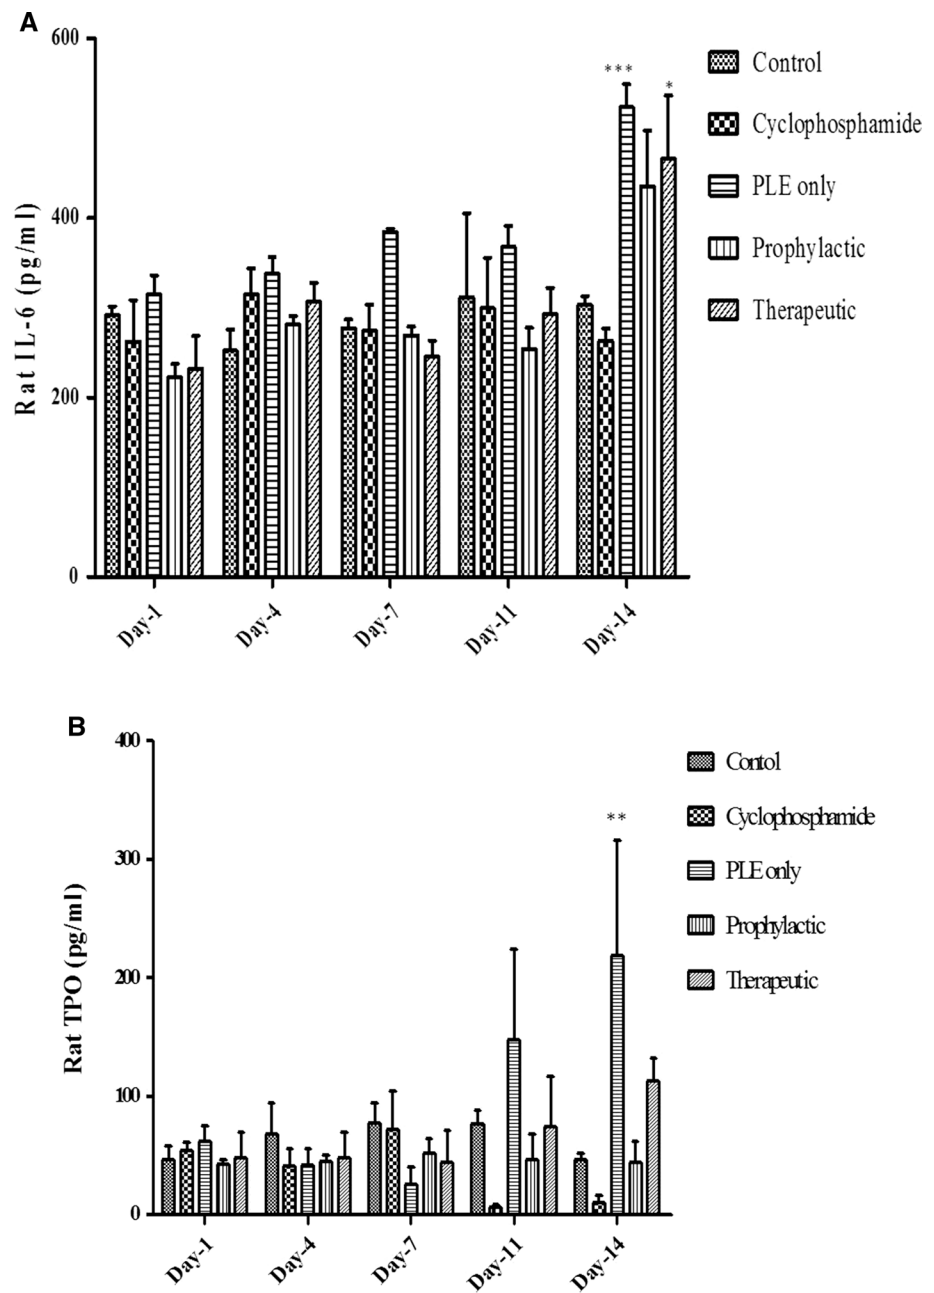 A
600
400
200
0
Rat IL-6 (pg/ml)
***
*
Control
Cyclophosphamide
PLE only
Prophylactic
Therapeutic
Day-1
Day-4
Day-7
Day-11
Day-14
B
400
300
200
100
0
Rat TPO (pg/ml)
**
Contol
Cyclophosphamide
PLE only
Prophylactic
Therapeutic
Day-1
Day-4
Day-7
Day-11
Day-14